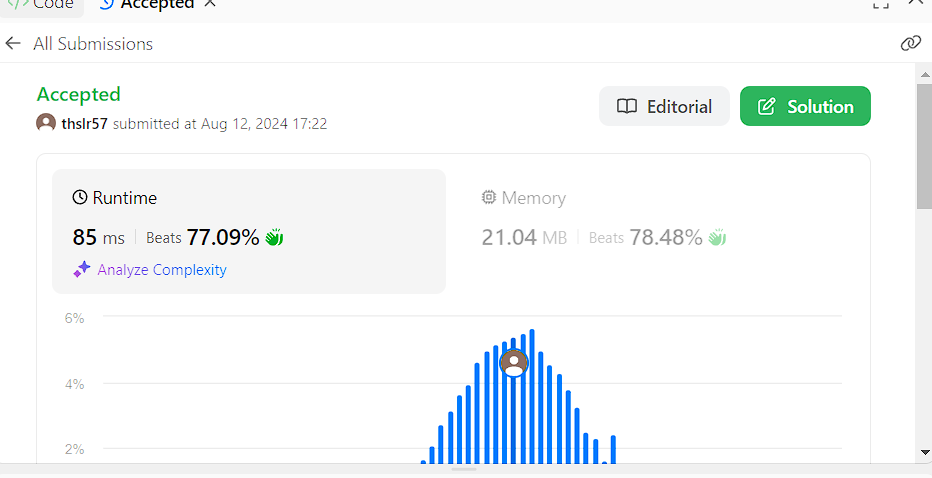 </> Code Accepted ×
All Submissions
Accepted
Editorial
Solution
thslr57 submitted at Aug 12, 2024 17:22
Runtime
Memory
85 ms | Beats 77.09%
21.04 MB | Beats 78.48%
Analyze Complexity
6%
4%
2%